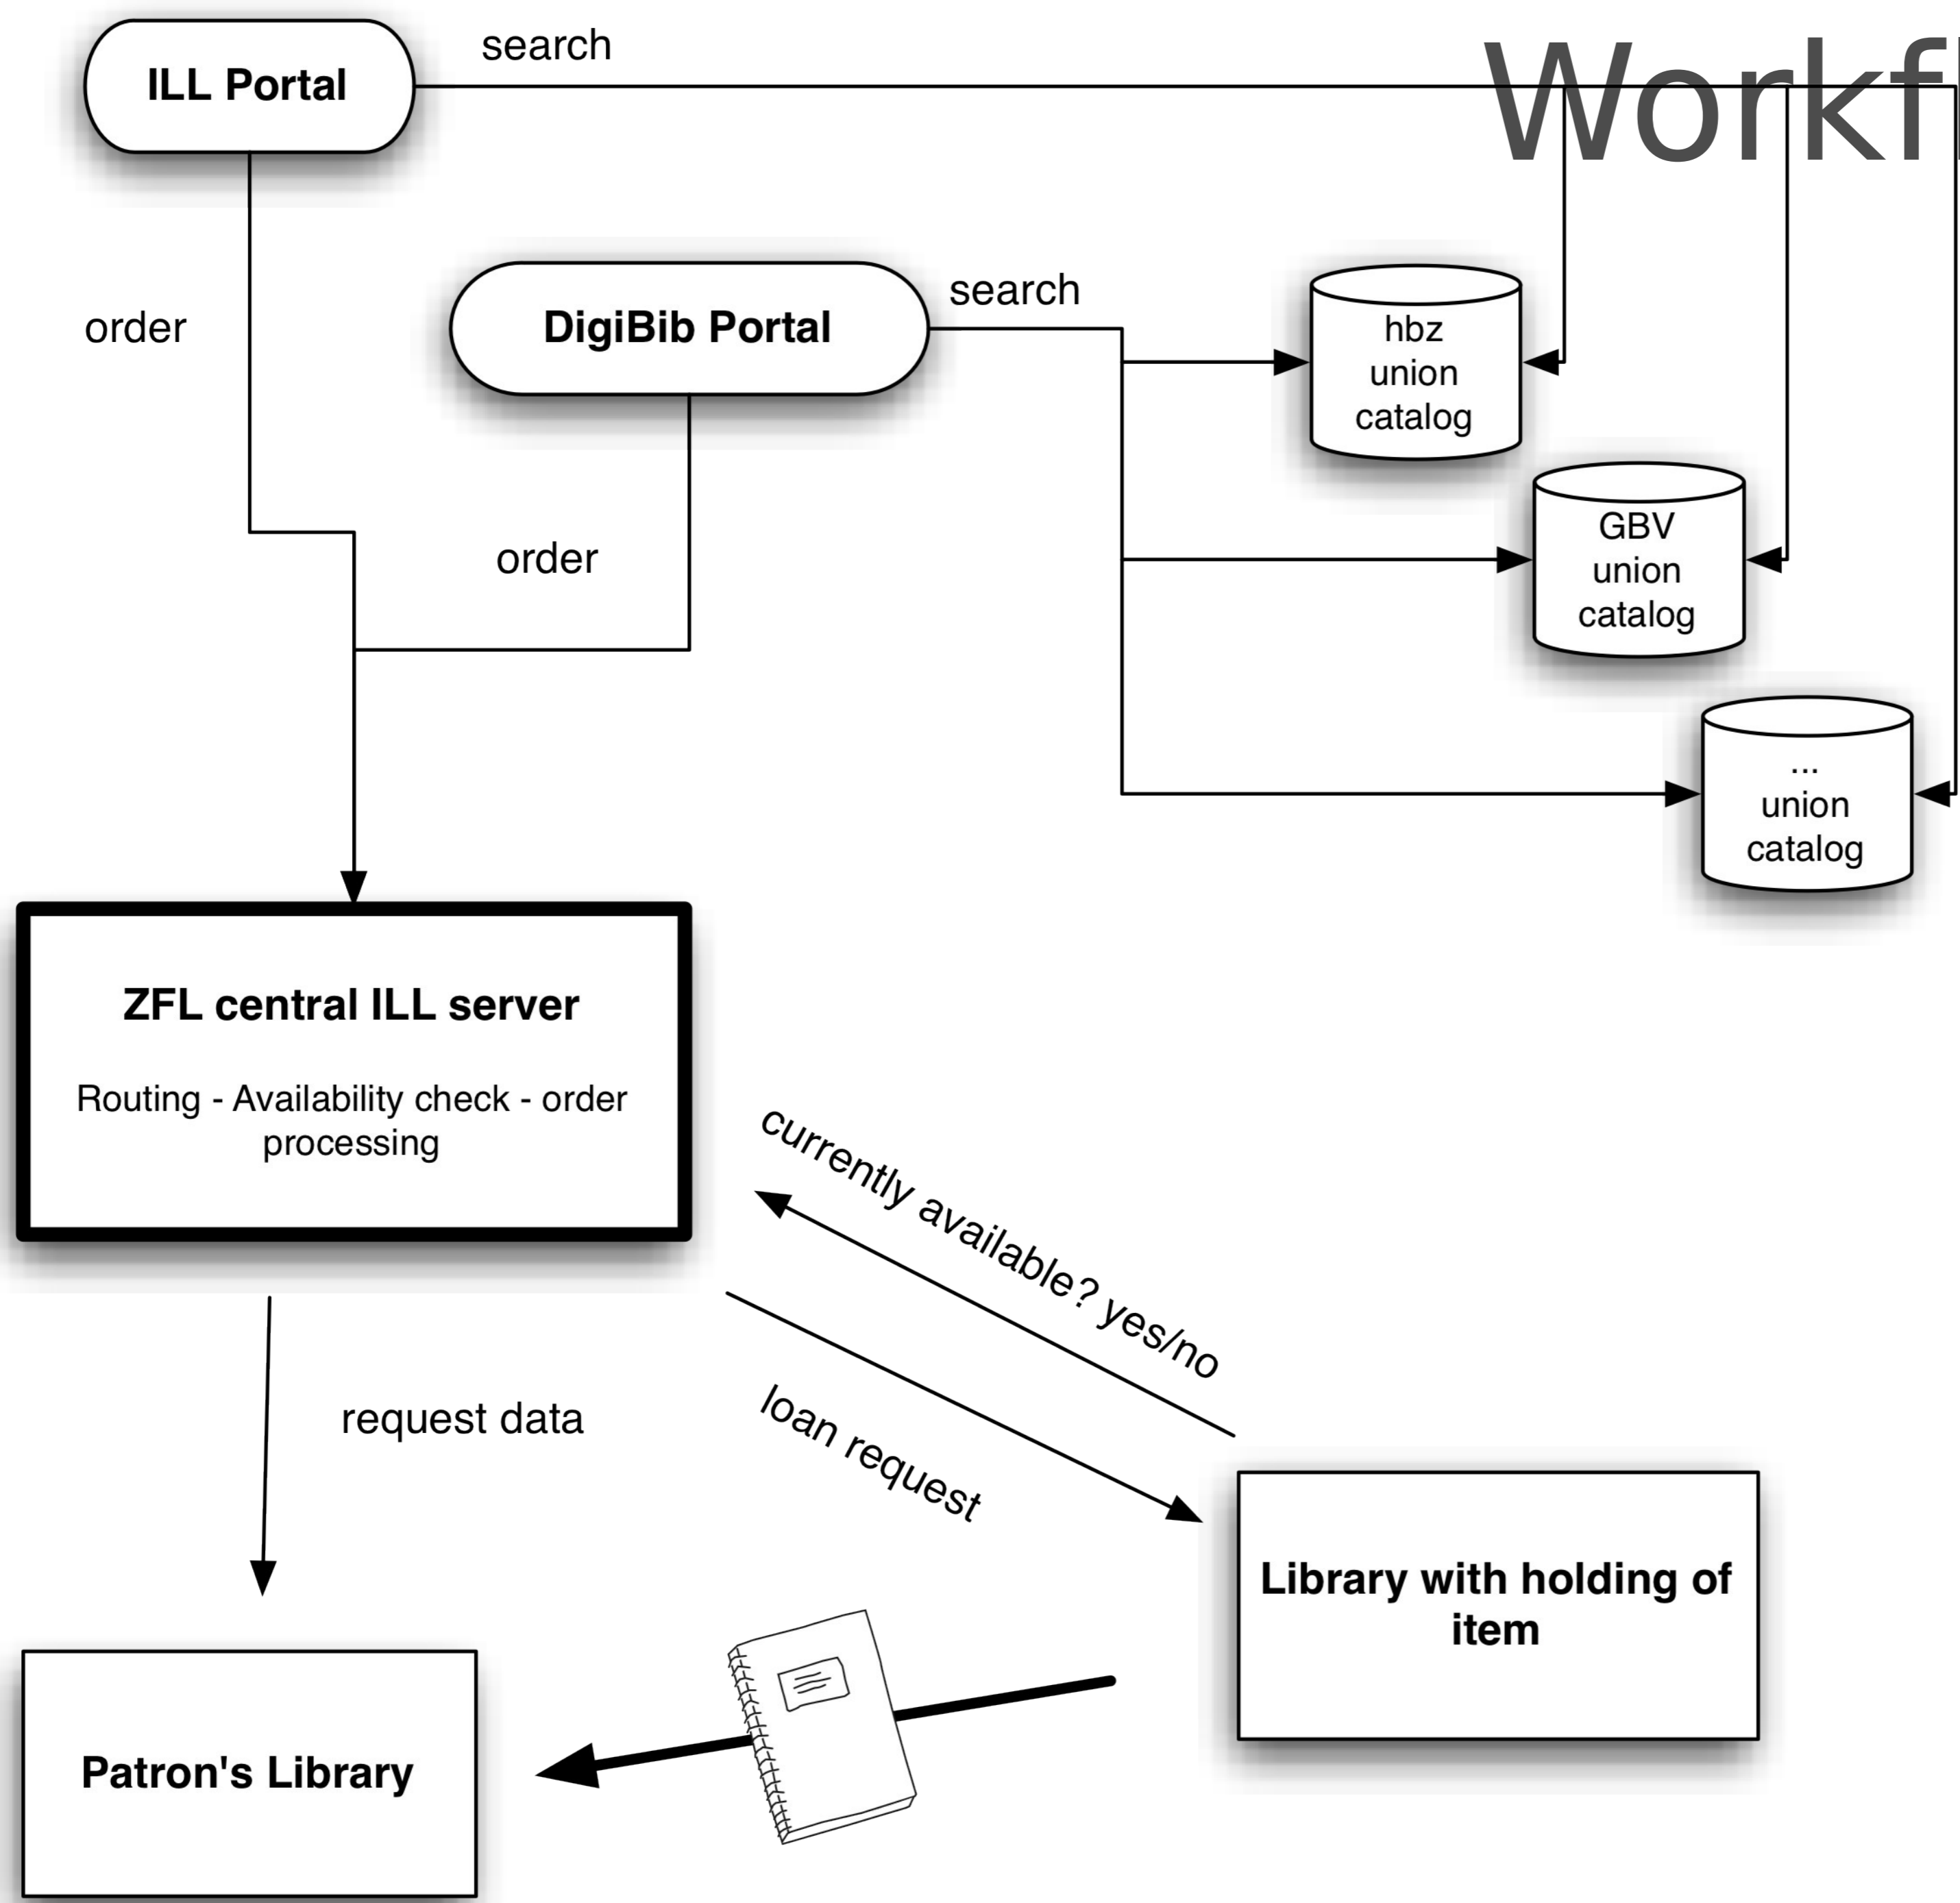 search
Workfl
ILL Portal
search
order
DigiBib Portal
hbz
union
catalog
order
GBV
union
catalog
...
union
catalog
ZFL central ILL server
Routing - Availability check - order
processing
currently available? yes/no
loan request
request data
Library with holding of
item
Patron's Library